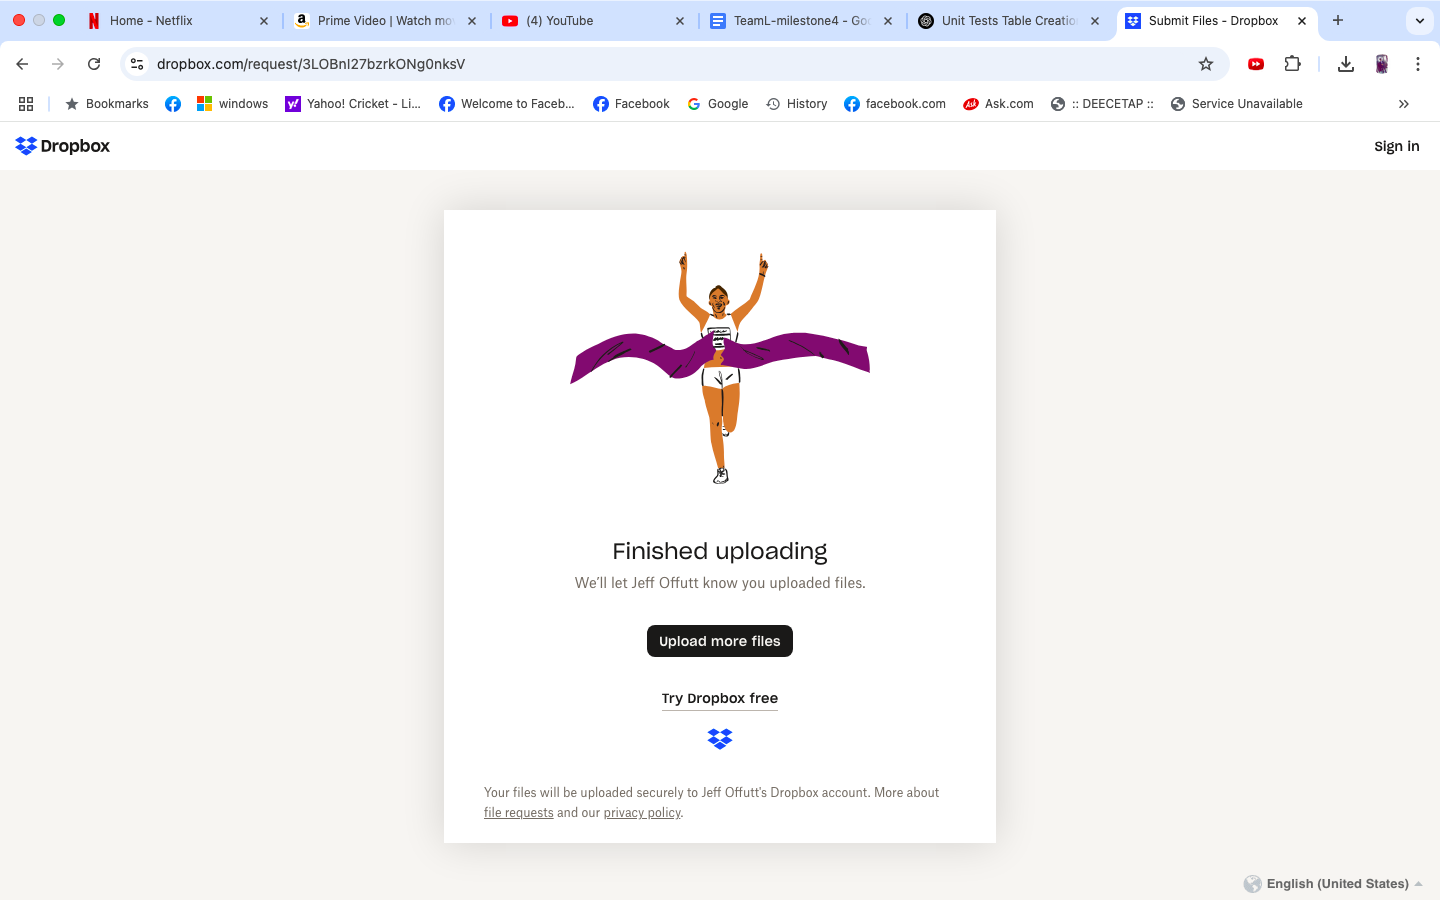 Home - Netflix
Prime Video | Watch mo
(4) YouTube
TeamL-milestone4 - Goo
Unit Tests Table Creatio
Submit Files - Dropbox
dropbox.com/request/3LOBnl27bzrkONg0nksV
Bookmarks
windows
Yahoo! Cricket - Li...
Welcome to Faceb...
Facebook
Google
History
facebook.com
Ask.com
:: DEECETAP ::
Service Unavailable
Dropbox
Sign in
Finished uploading
We'll let Jeff Offutt know you uploaded files.
Upload more files
Try Dropbox free
Your files will be uploaded securely to Jeff Offutt's Dropbox account. More about
file requests and our privacy policy.
English (United States)